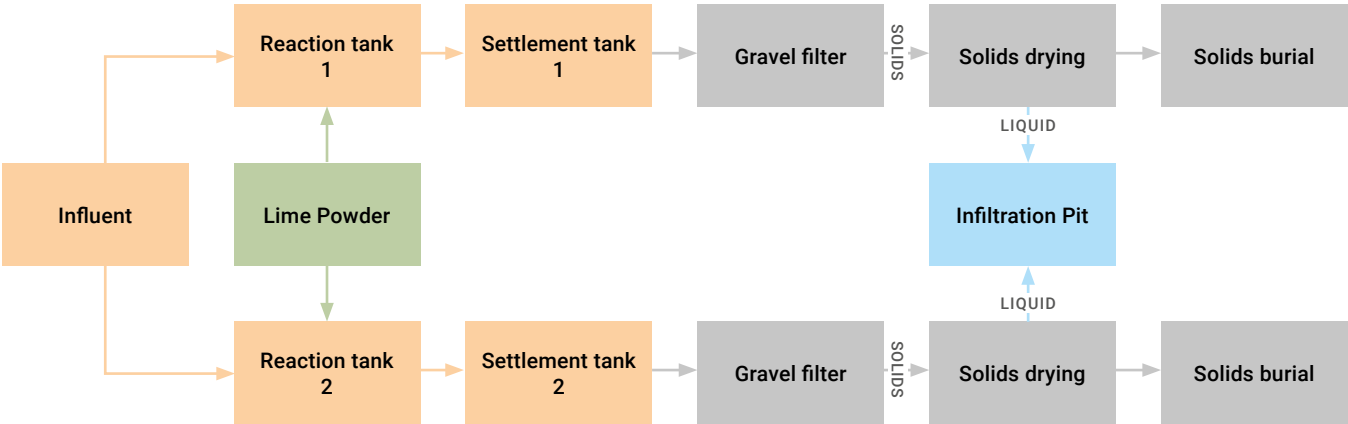 Reaction tank
1
Settlement tank
1
Gravel filter
SOLIDS
Solids drying
Solids burial
LIQUID
Influent
Lime Powder
Infiltration Pit
LIQUID
Reaction tank
2
Settlement tank
2
Gravel filter
SOLIDS
Solids drying
Solids burial